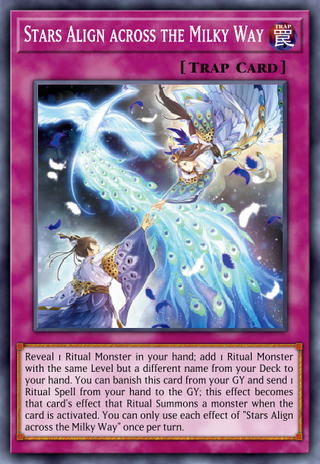 Stars Align across the Milky Way
TRAP
罠
[ Trap Card ]
Reveal 1 Ritual Monster in your hand; add 1 Ritual Monster
with the same Level but a different name from your Deck to
your hand. You can banish this card from your GY and send 1
Ritual Spell from your hand to the GY; this effect becomes
that card's effect that Ritual Summons a monster when the
card is activated. You can only use each effect of "Stars Align
across the Milky Way" once per turn.